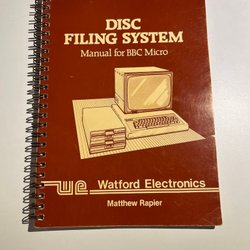 DISC
FILING SYSTEM
Manual for BBC Micro
we Watford Electronics
Matthew Rapier